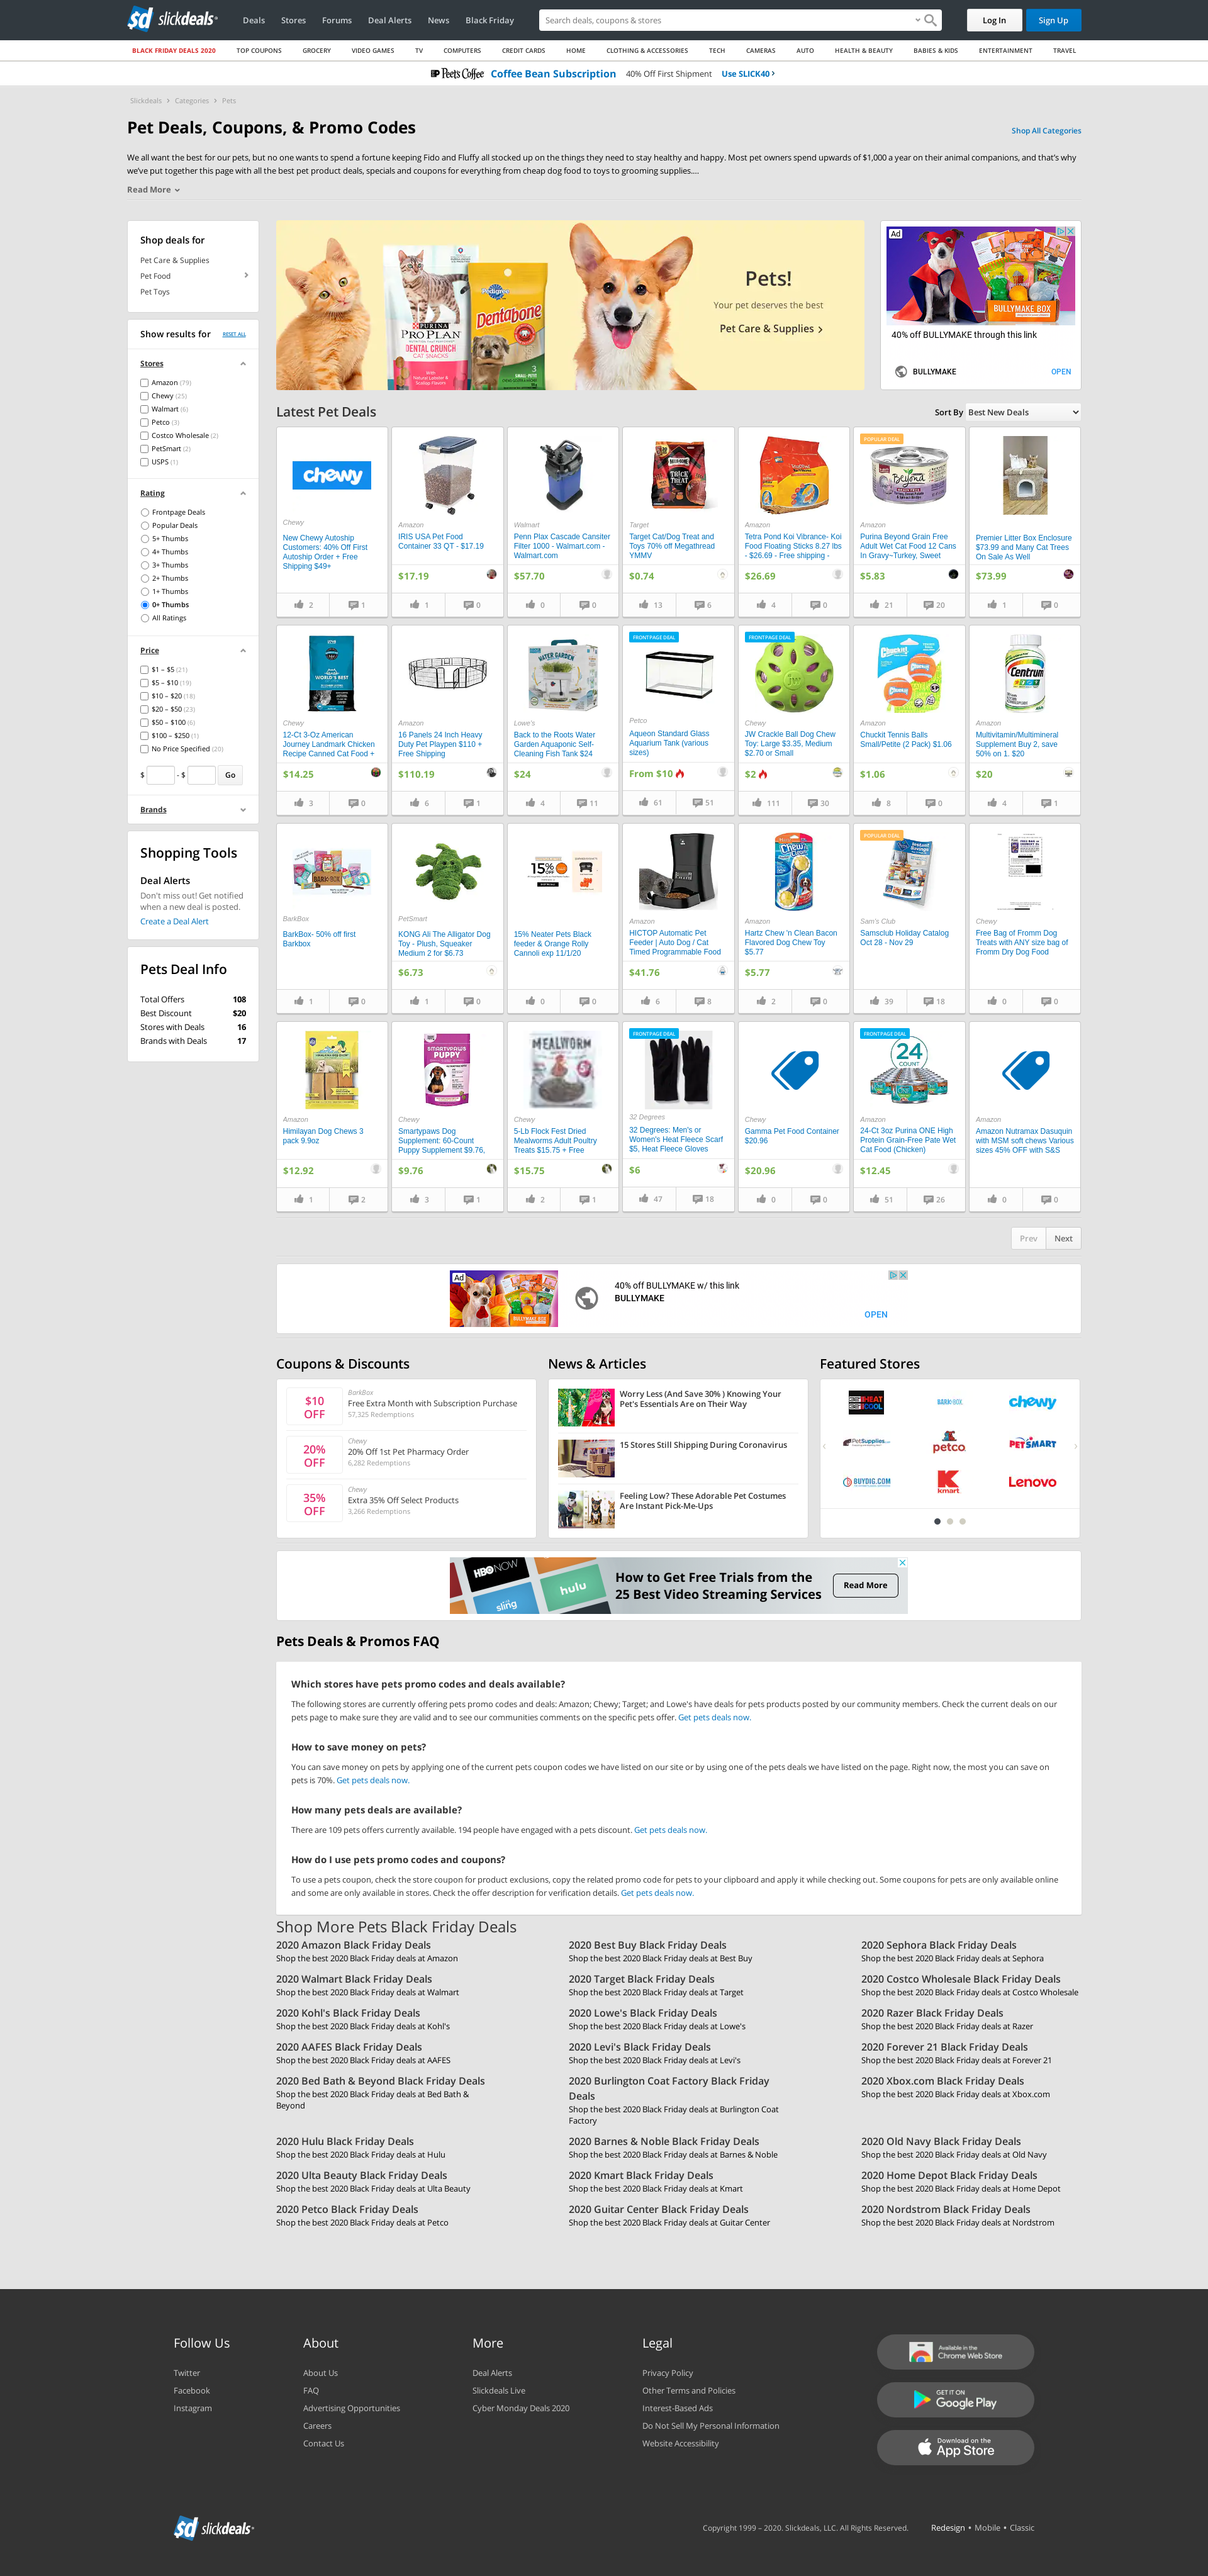 slickdeals
Deals
Stores
Forums
Deal Alerts
News
Black Friday
Search deals, coupons & stores
Log In
Sign Up
BLACK FRIDAY DEALS 2020
TOP COUPONS
GROCERY
VIDEO GAMES
TV
COMPUTERS
CREDIT CARDS
HOME
CLOTHING & ACCESSORIES
TECH
CAMERAS
AUTO
HEALTH & BEAUTY
BABIES & KIDS
ENTERTAINMENT
TRAVEL
Peet's Coffee Coffee Bean Subscription 40% Off First Shipment Use SLICK40
Slickdeals > Categories > Pets
Pet Deals, Coupons, & Promo Codes
Shop All Categories
We all want the best for our pets, but no one wants to spend a fortune keeping Fido and Fluffy all stocked up on the things they need to stay healthy and happy. Most pet owners spend upwards of $1,000 a year on their animal companions, and that's why
we've put together this page with all the best pet product deals, specials and coupons for everything from cheap dog food to toys to grooming supplies....
Read More
Shop deals for
Pet Care & Supplies
Pet Food
Pet Toys
Show results for
RESET ALL
Stores
Amazon (79)
Chewy (25)
Walmart (6)
Petco (3)
Costco Wholesale (2)
PetSmart (2)
USPS (1)
Rating
Frontpage Deals
Popular Deals
5+ Thumbs
4+ Thumbs
3+ Thumbs
2+ Thumbs
1+ Thumbs
0+ Thumbs
All Ratings
Price
$1 – $5 (21)
$5 – $10 (19)
$10 – $20 (18)
$20 – $50 (23)
$50 – $100 (6)
$100 – $250 (1)
No Price Specified (20)
$ - $ Go
Brands
Shopping Tools
Deal Alerts
Don't miss out! Get notified
when a new deal is posted.
Create a Deal Alert
Pets Deal Info
Total Offers 108
Best Discount $20
Stores with Deals 16
Brands with Deals 17
PURINA
PRO PLAN
DENTAL CRUNCH
CAT SNACKS
Pedigree
Dentabone
Pets!
Your pet deserves the best
Pet Care & Supplies
Ad
BULLYMAKE BOX
40% off BULLYMAKE through this link
BULLYMAKE
OPEN
Latest Pet Deals
Sort By Best New Deals
chewy
Chewy
New Chewy Autoship
Customers: 40% Off First
Autoship Order + Free
Shipping $49+
2 1
Amazon
IRIS USA Pet Food
Container 33 QT - $17.19
$17.19
1 0
Walmart
Penn Plax Cascade Cansiter
Filter 1000 - Walmart.com -
Walmart.com
$57.70
0 0
TRICK TREAT
Target
Target Cat/Dog Treat and
Toys 70% off Megathread
YMMV
$0.74
13 6
Amazon
Tetra Pond Koi Vibrance- Koi
Food Floating Sticks 8.27 lbs
- $26.69 - Free shipping -
$26.69
4 0
POPULAR DEAL
Beyond
Amazon
Purina Beyond Grain Free
Adult Wet Cat Food 12 Cans
In Gravy~Turkey, Sweet
$5.83
21 20
Premier Litter Box Enclosure
$73.99 and Many Cat Trees
On Sale As Well
$73.99
1 0
WORLD'S BEST
Chewy
12-Ct 3-Oz American
Journey Landmark Chicken
Recipe Canned Cat Food +
$14.25
3 0
Amazon
16 Panels 24 Inch Heavy
Duty Pet Playpen $110 +
Free Shipping
$110.19
6 1
WATER GARDEN
Lowe's
Back to the Roots Water
Garden Aquaponic Self-
Cleaning Fish Tank $24
$24
4 11
FRONTPAGE DEAL
Petco
Aqueon Standard Glass
Aquarium Tank (various
sizes)
From $10
61 51
FRONTPAGE DEAL
Chewy
JW Crackle Ball Dog Chew
Toy: Large $3.35, Medium
$2.70 or Small
$2
111 30
Chuckit!
Amazon
Chuckit Tennis Balls
Small/Petite (2 Pack) $1.06
$1.06
8 0
Centrum
Amazon
Multivitamin/Multimineral
Supplement Buy 2, save
50% on 1. $20
$20
4 1
BARKBOX
BarkBox
BarkBox- 50% off first
Barkbox
1 0
PetSmart
KONG Ali The Alligator Dog
Toy - Plush, Squeaker
Medium 2 for $6.73
$6.73
1 0
15% OFF
15% Neater Pets Black
feeder & Orange Rolly
Cannoli exp 11/1/20
0 0
Amazon
HICTOP Automatic Pet
Feeder | Auto Dog / Cat
Timed Programmable Food
$41.76
6 8
Chew 'n Clean
Amazon
Hartz Chew 'n Clean Bacon
Flavored Dog Chew Toy
$5.77
$5.77
2 0
POPULAR DEAL
Instant Savings
Sam's Club
Samsclub Holiday Catalog
Oct 28 - Nov 29
39 18
Chewy
Free Bag of Fromm Dog
Treats with ANY size bag of
Fromm Dry Dog Food
0 0
Amazon
Himilayan Dog Chews 3
pack 9.9oz
$12.92
1 2
SMARTYPAWS
PUPPY
Chewy
Smartypaws Dog
Supplement: 60-Count
Puppy Supplement $9.76,
$9.76
3 1
MEALWORM
Chewy
5-Lb Flock Fest Dried
Mealworms Adult Poultry
Treats $15.75 + Free
$15.75
2 1
FRONTPAGE DEAL
32 Degrees
32 Degrees: Men's or
Women's Heat Fleece Scarf
$5, Heat Fleece Gloves
$6
47 18
Chewy
Gamma Pet Food Container
$20.96
$20.96
0 0
FRONTPAGE DEAL
24
COUNT
Amazon
24-Ct 3oz Purina ONE High
Protein Grain-Free Pate Wet
Cat Food (Chicken)
$12.45
51 26
Amazon
Amazon Nutramax Dasuquin
with MSM soft chews Various
sizes 45% OFF with S&S
0 0
Prev Next
Ad
40% off BULLYMAKE w/ this link
BULLYMAKE
OPEN
Coupons & Discounts
$10
OFF
BarkBox
Free Extra Month with Subscription Purchase
57,325 Redemptions
20%
OFF
Chewy
20% Off 1st Pet Pharmacy Order
6,282 Redemptions
35%
OFF
Chewy
Extra 35% Off Select Products
3,266 Redemptions
News & Articles
Worry Less (And Save 30% ) Knowing Your
Pet's Essentials Are on Their Way
15 Stores Still Shipping During Coronavirus
Feeling Low? These Adorable Pet Costumes
Are Instant Pick-Me-Ups
Featured Stores
HEAT
COOL
BARKBOX
chewy
PetSupplies.com
petco
PETSMART
BUYDIG.COM
kmart
Lenovo
HBO NOW
hulu
sling
How to Get Free Trials from the
25 Best Video Streaming Services
Read More
Pets Deals & Promos FAQ
Which stores have pets promo codes and deals available?
The following stores are currently offering pets promo codes and deals: Amazon; Chewy; Target; and Lowe's have deals for pets products posted by our community members. Check the current deals on our
pets page to make sure they are valid and to see our communities comments on the specific pets offer. Get pets deals now.
How to save money on pets?
You can save money on pets by applying one of the current pets coupon codes we have listed on our site or by using one of the pets deals we have listed on the page. Right now, the most you can save on
pets is 70%. Get pets deals now.
How many pets deals are available?
There are 109 pets offers currently available. 194 people have engaged with a pets discount. Get pets deals now.
How do I use pets promo codes and coupons?
To use a pets coupon, check the store coupon for product exclusions, copy the related promo code for pets to your clipboard and apply it while checking out. Some coupons for pets are only available online
and some are only available in stores. Check the offer description for verification details. Get pets deals now.
Shop More Pets Black Friday Deals
2020 Amazon Black Friday Deals
Shop the best 2020 Black Friday deals at Amazon
2020 Best Buy Black Friday Deals
Shop the best 2020 Black Friday deals at Best Buy
2020 Sephora Black Friday Deals
Shop the best 2020 Black Friday deals at Sephora
2020 Walmart Black Friday Deals
Shop the best 2020 Black Friday deals at Walmart
2020 Target Black Friday Deals
Shop the best 2020 Black Friday deals at Target
2020 Costco Wholesale Black Friday Deals
Shop the best 2020 Black Friday deals at Costco Wholesale
2020 Kohl's Black Friday Deals
Shop the best 2020 Black Friday deals at Kohl's
2020 Lowe's Black Friday Deals
Shop the best 2020 Black Friday deals at Lowe's
2020 Razer Black Friday Deals
Shop the best 2020 Black Friday deals at Razer
2020 AAFES Black Friday Deals
Shop the best 2020 Black Friday deals at AAFES
2020 Levi's Black Friday Deals
Shop the best 2020 Black Friday deals at Levi's
2020 Forever 21 Black Friday Deals
Shop the best 2020 Black Friday deals at Forever 21
2020 Bed Bath & Beyond Black Friday Deals
Shop the best 2020 Black Friday deals at Bed Bath &
Beyond
2020 Burlington Coat Factory Black Friday
Deals
Shop the best 2020 Black Friday deals at Burlington Coat
Factory
2020 Xbox.com Black Friday Deals
Shop the best 2020 Black Friday deals at Xbox.com
2020 Hulu Black Friday Deals
Shop the best 2020 Black Friday deals at Hulu
2020 Barnes & Noble Black Friday Deals
Shop the best 2020 Black Friday deals at Barnes & Noble
2020 Old Navy Black Friday Deals
Shop the best 2020 Black Friday deals at Old Navy
2020 Ulta Beauty Black Friday Deals
Shop the best 2020 Black Friday deals at Ulta Beauty
2020 Kmart Black Friday Deals
Shop the best 2020 Black Friday deals at Kmart
2020 Home Depot Black Friday Deals
Shop the best 2020 Black Friday deals at Home Depot
2020 Petco Black Friday Deals
Shop the best 2020 Black Friday deals at Petco
2020 Guitar Center Black Friday Deals
Shop the best 2020 Black Friday deals at Guitar Center
2020 Nordstrom Black Friday Deals
Shop the best 2020 Black Friday deals at Nordstrom
Follow Us
Twitter
Facebook
Instagram
About
About Us
FAQ
Advertising Opportunities
Careers
Contact Us
More
Deal Alerts
Slickdeals Live
Cyber Monday Deals 2020
Legal
Privacy Policy
Other Terms and Policies
Interest-Based Ads
Do Not Sell My Personal Information
Website Accessibility
Available in the
Chrome Web Store
GET IT ON
Google Play
Download on the
App Store
slickdeals
Copyright 1999 – 2020. Slickdeals, LLC. All Rights Reserved.
Redesign • Mobile • Classic